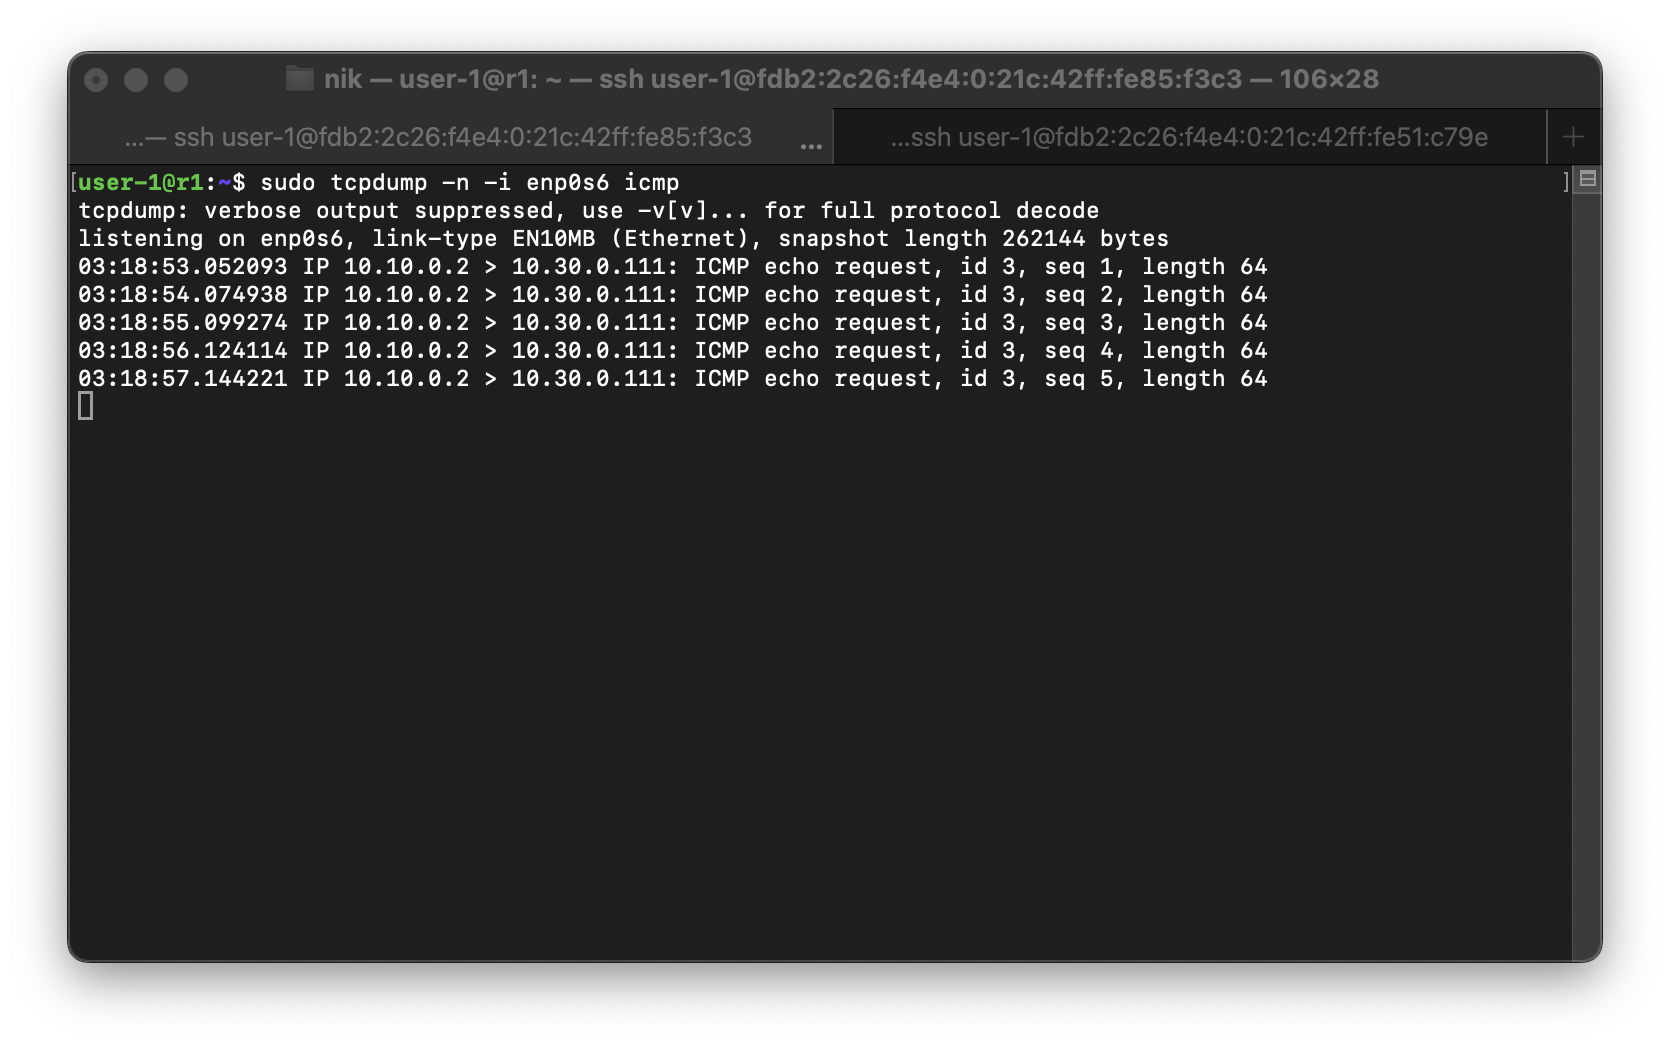 nik — user-1@r1: ~ — ssh user-1@fdb2:2c26:f4e4:0:21c:42ff:fe85:f3c3 — 106×28
...— ssh user-1@fdb2:2c26:f4e4:0:21c:42ff:fe85:f3c3 ...
...ssh user-1@fdb2:2c26:f4e4:0:21c:42ff:fe51:c79e +
[user-1@r1:~$ sudo tcpdump -n -i enp0s6 icmp ]
tcpdump: verbose output suppressed, use -v[v]... for full protocol decode
listening on enp0s6, link-type EN10MB (Ethernet), snapshot length 262144 bytes
03:18:53.052093 IP 10.10.0.2 > 10.30.0.111: ICMP echo request, id 3, seq 1, length 64
03:18:54.074938 IP 10.10.0.2 > 10.30.0.111: ICMP echo request, id 3, seq 2, length 64
03:18:55.099274 IP 10.10.0.2 > 10.30.0.111: ICMP echo request, id 3, seq 3, length 64
03:18:56.124114 IP 10.10.0.2 > 10.30.0.111: ICMP echo request, id 3, seq 4, length 64
03:18:57.144221 IP 10.10.0.2 > 10.30.0.111: ICMP echo request, id 3, seq 5, length 64